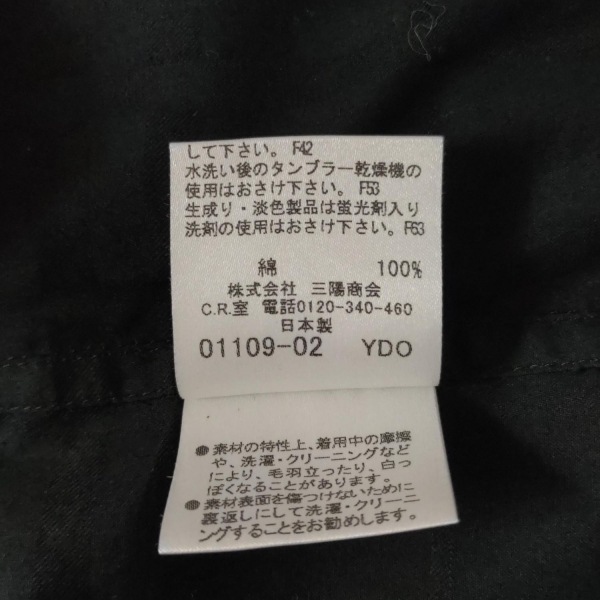 して下さい。 F42
水洗い後のタンブラー乾燥機の
使用はおさけ下さい。 F53
生成り・淡色製品は蛍光剤入り
洗剤の使用はおさけ下さい。F63
綿 100%
株式会社 三陽商会
C.R.室 電話0120-340-460
日本製
01109-02 YDO
●素材の特性上、着用中の摩擦
や、洗濯・クリーニングなど
により、毛羽立ったり、白っ
ぽくなることがあります。
●素材表面を傷つけないために
裏返しにして洗濯・クリーニ
ングすることをお勧めします。